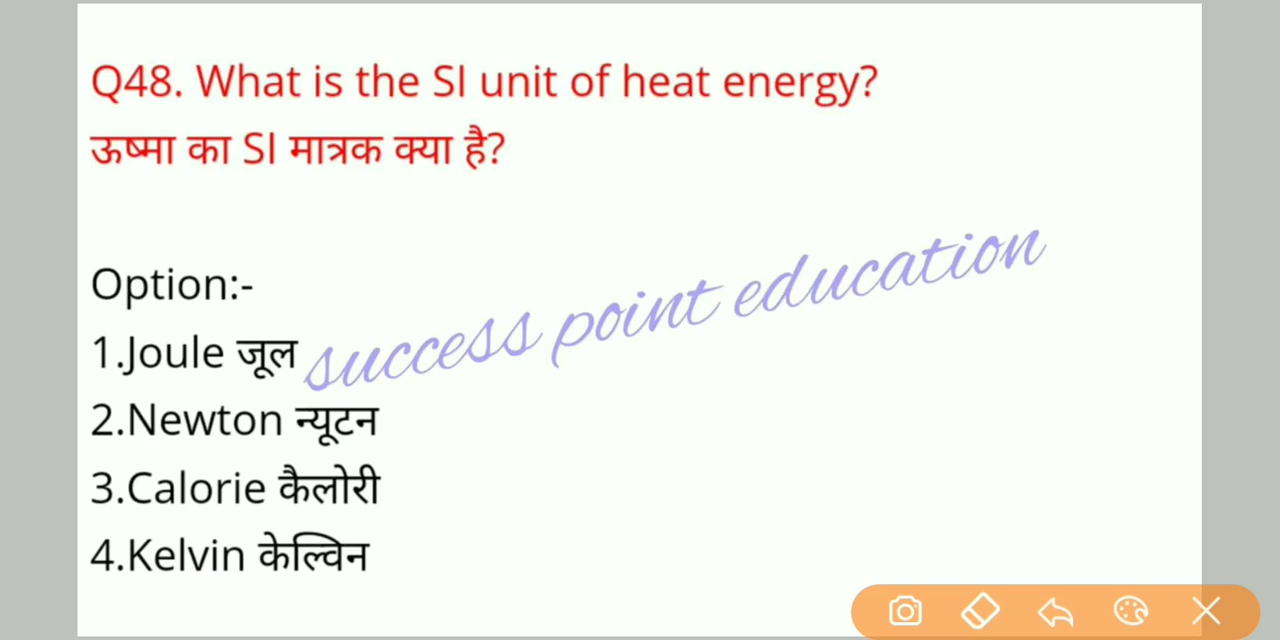 Q48. What is the SI unit of heat energy?
ऊष्मा का SI मात्रक क्या है?
Option:-
1.Joule जूल
success point education
2.Newton न्यूटन
3.Calorie कैलोरी
4.Kelvin केल्विन